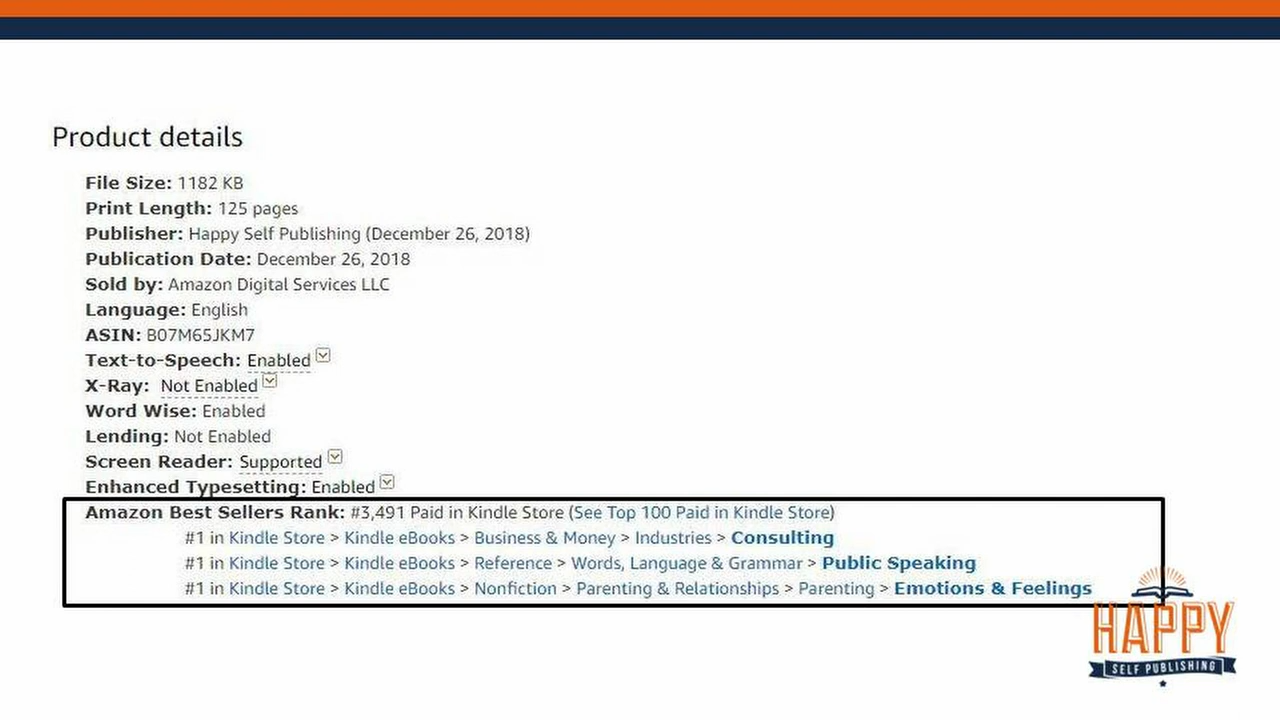 Product details
File Size: 1182 KB
Print Length: 125 pages
Publisher: Happy Self Publishing (December 26, 2018)
Publication Date: December 26, 2018
Sold by: Amazon Digital Services LLC
Language: English
ASIN: B07M65JKM7
Text-to-Speech: Enabled
X-Ray: Not Enabled
Word Wise: Enabled
Lending: Not Enabled
Screen Reader: Supported
Enhanced Typesetting: Enabled
Amazon Best Sellers Rank: #3,491 Paid in Kindle Store (See Top 100 Paid in Kindle Store)
#1 in Kindle Store > Kindle eBooks > Business & Money > Industries > Consulting
#1 in Kindle Store > Kindle eBooks > Reference > Words, Language & Grammar > Public Speaking
#1 in Kindle Store > Kindle eBooks > Nonfiction > Parenting & Relationships > Parenting > Emotions & Feelings
HAPPY
SELF PUBLISHING